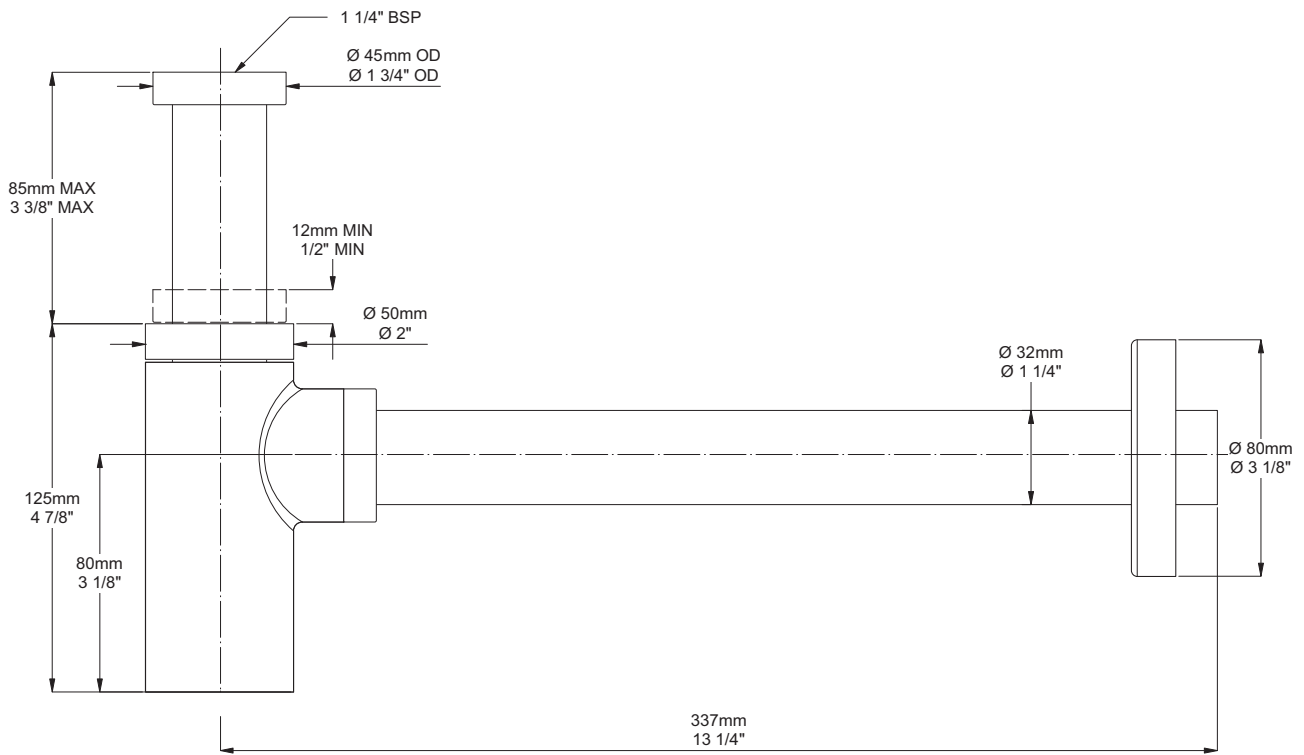 1 1/4" BSP
Ø 45mm OD
Ø 1 3/4" OD
85mm MAX
3 3/8" MAX
12mm MIN
1/2" MIN
Ø 50mm
Ø 2"
Ø 32mm
Ø 1 1/4"
Ø 80mm
Ø 3 1/8"
125mm
4 7/8"
80mm
3 1/8"
337mm
13 1/4"